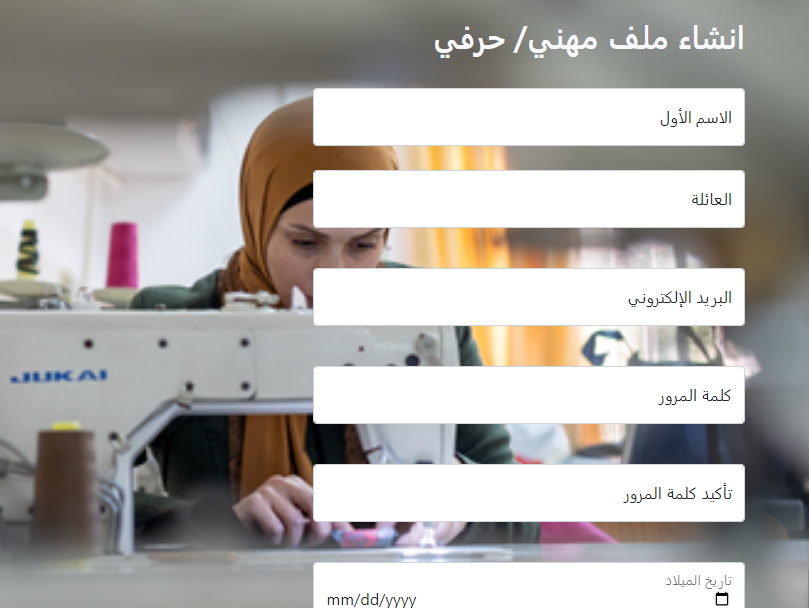 انشاء ملف مهني/ حرفي
الاسم الأول
العائلة
البريد الإلكتروني
JUKAI
كلمة المرور
تأكيد كلمة المرور
تاريخ الميلاد
mm/dd/yyyy